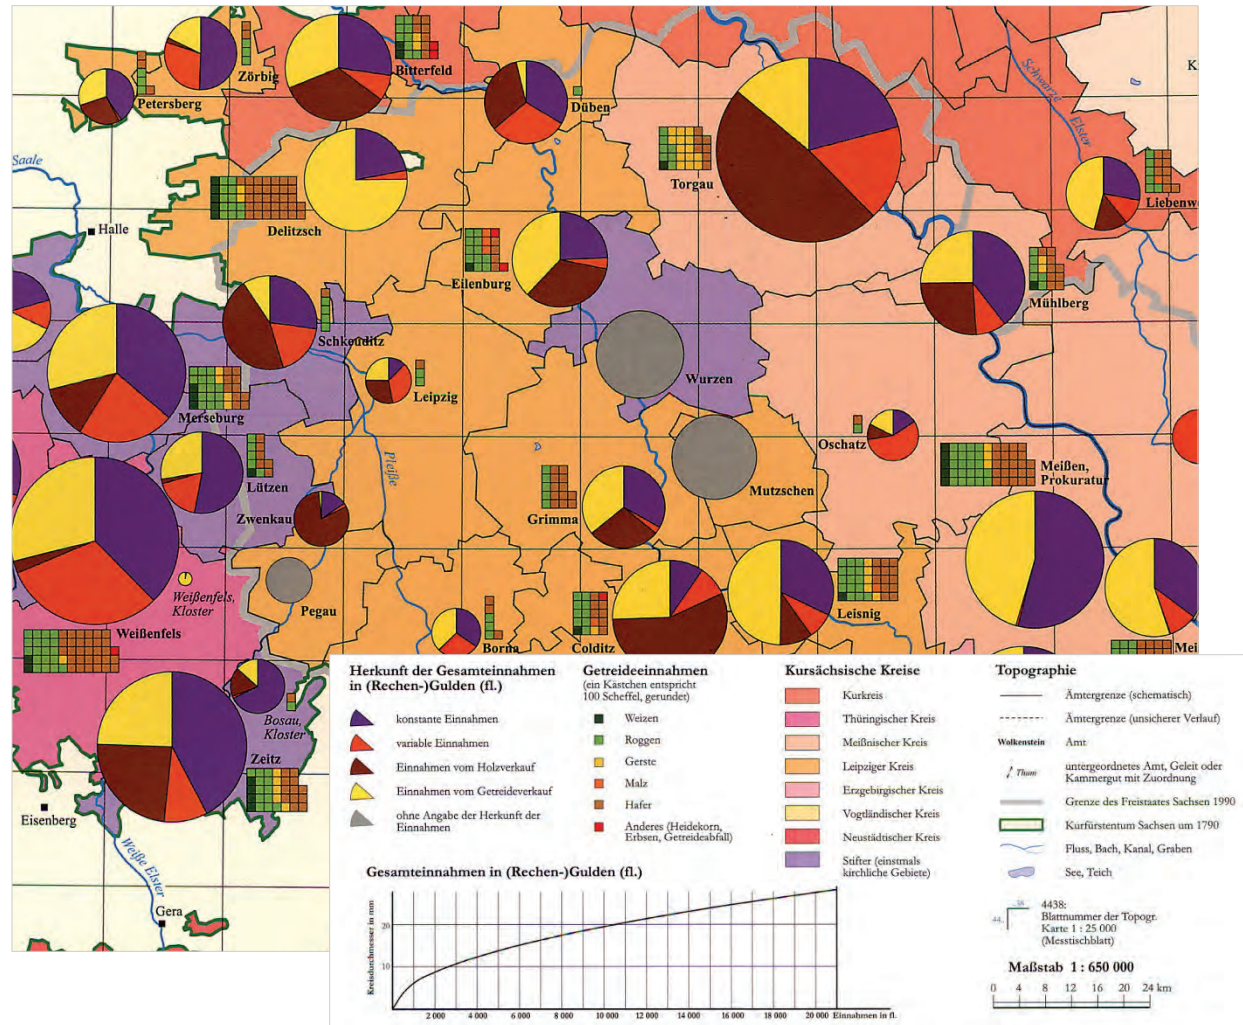 Bitterfeld
Zörbig
Petersberg
Düben
Schwarze
Elster
K
Saale
Torgau
Liebenwe
Halle
Delitzsch
Eilenburg
Mühlberg
Schkeuditz
Wurzen
Leipzig
Merseburg
Oschatz
Meißen,
Prokuratur
Pleiße
Lützen
Mutzschen
Zwenkau
Grimma
Weißenfels,
Kloster
Pegau
Leisnig
Weißenfels
Borna
Colditz
Mei
Bosau,
Kloster
Zeitz
Eisenberg
Weiße Elster
Gera
Herkunft der Gesamteinnahmen
in (Rechen-)Gulden (fl.)
konstante Einnahmen
variable Einnahmen
Einnahmen vom Holzverkauf
Einnahmen vom Getreideverkauf
ohne Angabe der Herkunft der
Einnahmen
Getreideeinnahmen
(ein Kästchen entspricht
100 Scheffel, gerundet)
Weizen
Roggen
Gerste
Malz
Hafer
Anderes (Heidekorn,
Erbsen, Getreideabfall)
Kursächsische Kreise
Kurkreis
Thüringischer Kreis
Meißnischer Kreis
Leipziger Kreis
Erzgebirgischer Kreis
Vogtländischer Kreis
Neustädtischer Kreis
Stifter (einstmals
kirchliche Gebiete)
Topographie
Ämtergrenze (schematisch)
Ämtergrenze (unsicherer Verlauf)
Wolkenstein Amt
Thum untergeordnetes Amt, Geleit oder
Kammergut mit Zuordnung
Grenze des Freistaates Sachsen 1990
Kurfürstentum Sachsen um 1790
Fluss, Bach, Kanal, Graben
See, Teich
44.. ..38 4438:
Blattnummer der Topogr.
Karte 1 : 25 000
(Messtischblatt)
Maßstab 1 : 650 000
0 4 8 12 16 20 24 km
Gesamteinnahmen in (Rechen-)Gulden (fl.)
Kreisdurchmesser in mm
20
10
2 000 4 000 6 000 8 000 10 000 12 000 14 000 16 000 18 000 20 000 Einnahmen in fl.